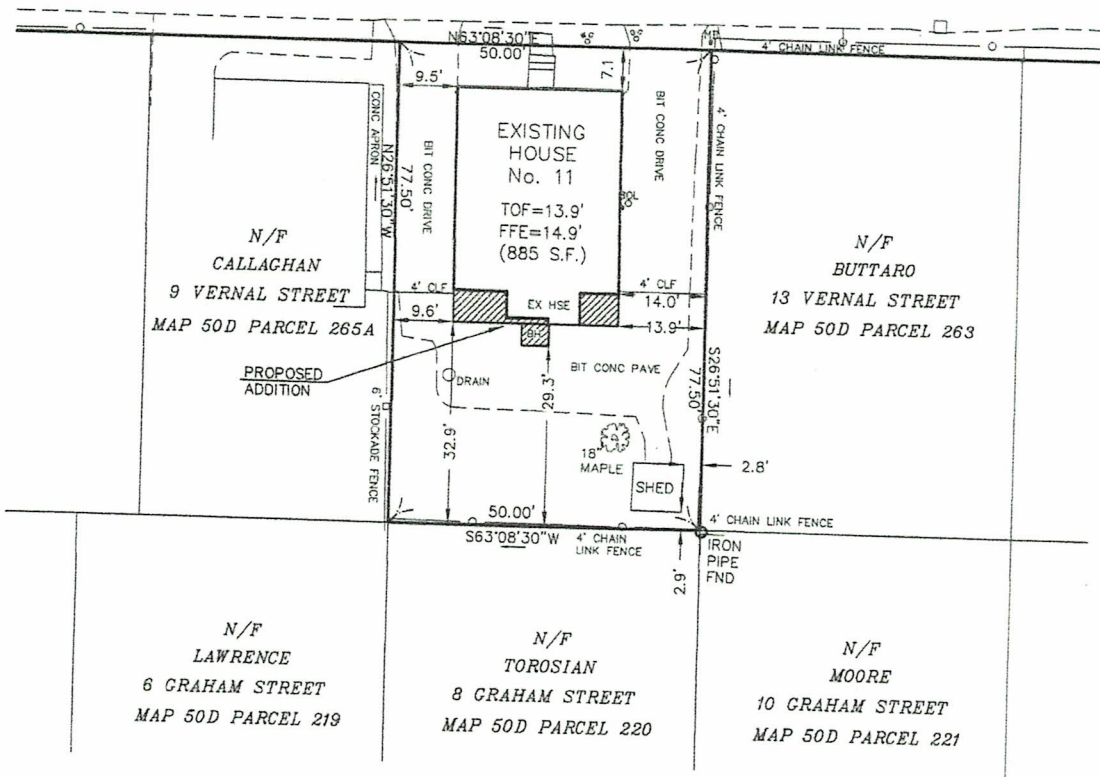 N63°08'30"E
50.00'
4' CHAIN LINK FENCE
9.5'
7.1
CONC APRON
N26°51'30"W
77.50'
BIT CONC DRIVE
EXISTING
HOUSE
No. 11
TOF=13.9'
FFE=14.9'
(885 S.F.)
BIT CONC DRIVE
BOL
4' CHAIN LINK FENCE
N/F
CALLAGHAN
9 VERNAL STREET
MAP 50D PARCEL 265A
N/F
BUTTARO
13 VERNAL STREET
MAP 50D PARCEL 263
4' CLF
9.6'
EX HSE
BH
4' CLF
14.0'
13.9'
PROPOSED
ADDITION
DRAIN
BIT CONC PAVE
S26°51'30"E
77.50'
6' STOCKADE FENCE
32.9'
29.3'
18"
MAPLE
SHED
2.8'
50.00'
S63°08'30"W
4' CHAIN
LINK FENCE
4' CHAIN LINK FENCE
IRON
PIPE
FND
2.9'
N/F
LAWRENCE
6 GRAHAM STREET
MAP 50D PARCEL 219
N/F
TOROSIAN
8 GRAHAM STREET
MAP 50D PARCEL 220
N/F
MOORE
10 GRAHAM STREET
MAP 50D PARCEL 221